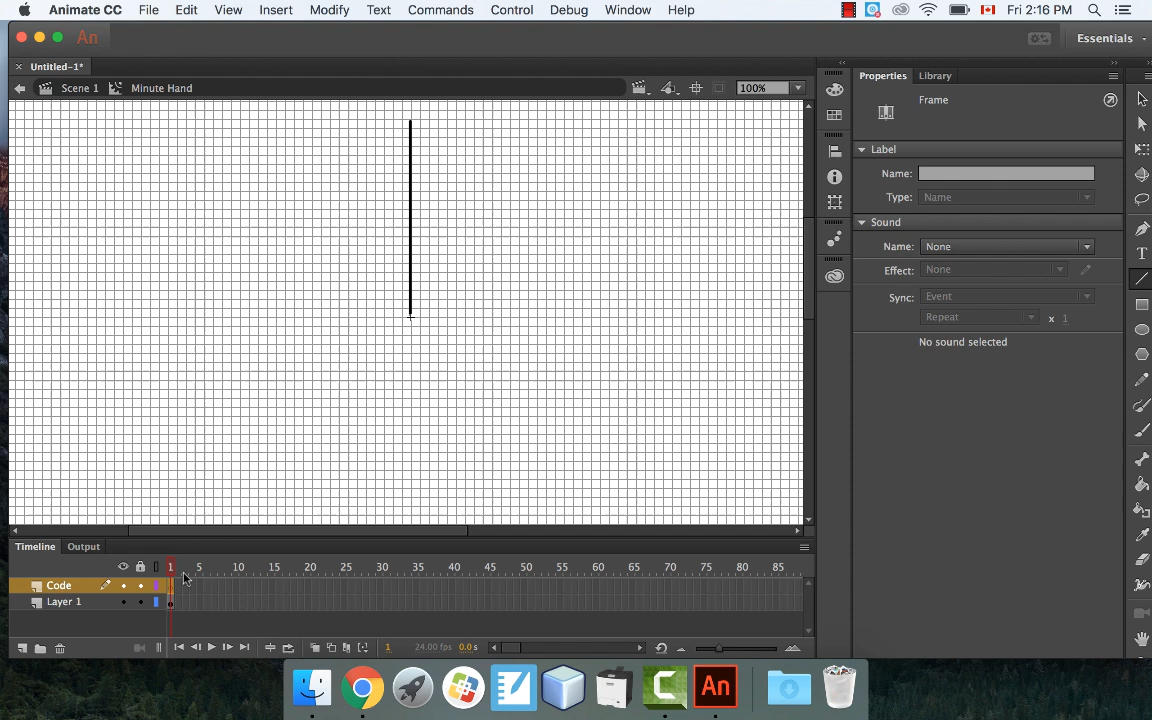 Animate CC File Edit View Insert Modify Text Commands Control Debug Window Help Fri 2:16 PM
An Essentials
Untitled-1*
Scene 1 Minute Hand 100%
Properties Library
Frame
Label
Name:
Type: Name
Sound
Name: None
Effect: None
Sync: Event
Repeat x 1
No sound selected
Timeline Output
1 5 10 15 20 25 30 35 40 45 50 55 60 65 70 75 80 85
Code
Layer 1
1 24.00 fps 0.0 s
An